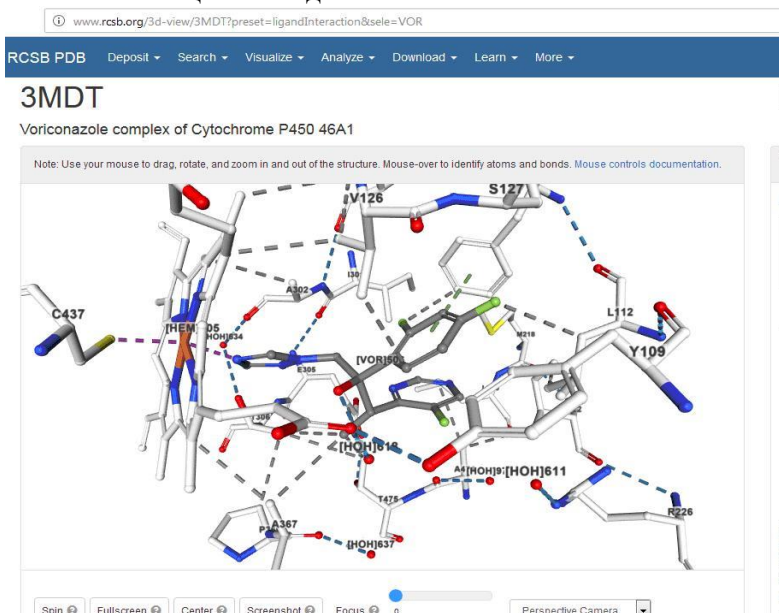 www.rcsb.org/3d-view/3MDT?preset=ligandInteraction&sele=VOR
RCSB PDB Deposit Search Visualize Analyze Download Learn More
3MDT
Voriconazole complex of Cytochrome P450 46A1
Note: Use your mouse to drag, rotate, and zoom in and out of the structure. Mouse-over to identify atoms and bonds. Mouse controls documentation.
V126
S127
A302
L112
C437
[HOH]634
M218
Y109
E305
[HOH]618
[HOH]611
T475
R226
A367
[HOH]637
Spin Fullscreen Center Screenshot Focus 0 Perspective Camera